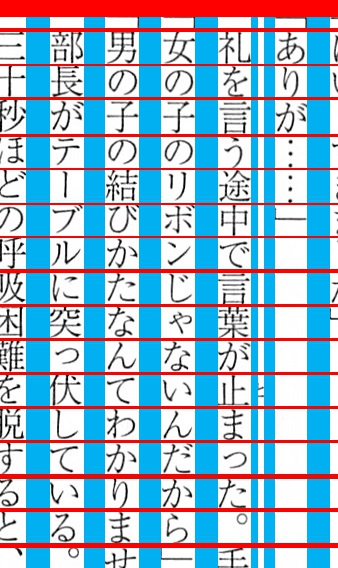 「ありが……」
礼を言う途中で言葉が止まった。手
女の子のリボンじゃないんだから―
男の子の結びかたなんてわかりませ
部長がテーブルに突っ伏している。
三十秒ほどの呼吸困難を脱すると、